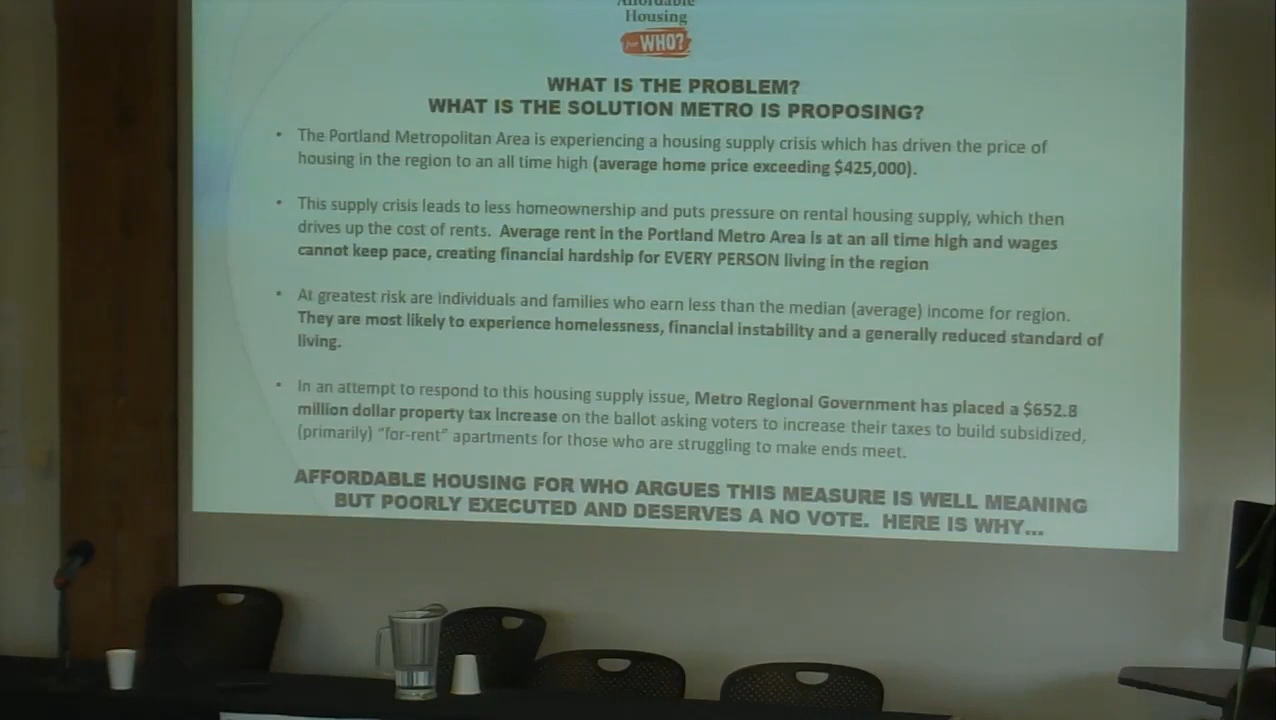 Affordable
Housing
for WHO?
WHAT IS THE PROBLEM?
WHAT IS THE SOLUTION METRO IS PROPOSING?
• The Portland Metropolitan Area is experiencing a housing supply crisis which has driven the price of
housing in the region to an all time high (average home price exceeding $425,000).
• This supply crisis leads to less homeownership and puts pressure on rental housing supply, which then
drives up the cost of rents. Average rent in the Portland Metro Area is at an all time high and wages
cannot keep pace, creating financial hardship for EVERY PERSON living in the region
• At greatest risk are individuals and families who earn less than the median (average) income for region.
They are most likely to experience homelessness, financial instability and a generally reduced standard of
living.
• In an attempt to respond to this housing supply issue, Metro Regional Government has placed a $652.8
million dollar property tax increase on the ballot asking voters to increase their taxes to build subsidized,
(primarily) "for-rent" apartments for those who are struggling to make ends meet.
AFFORDABLE HOUSING FOR WHO ARGUES THIS MEASURE IS WELL MEANING
BUT POORLY EXECUTED AND DESERVES A NO VOTE. HERE IS WHY...